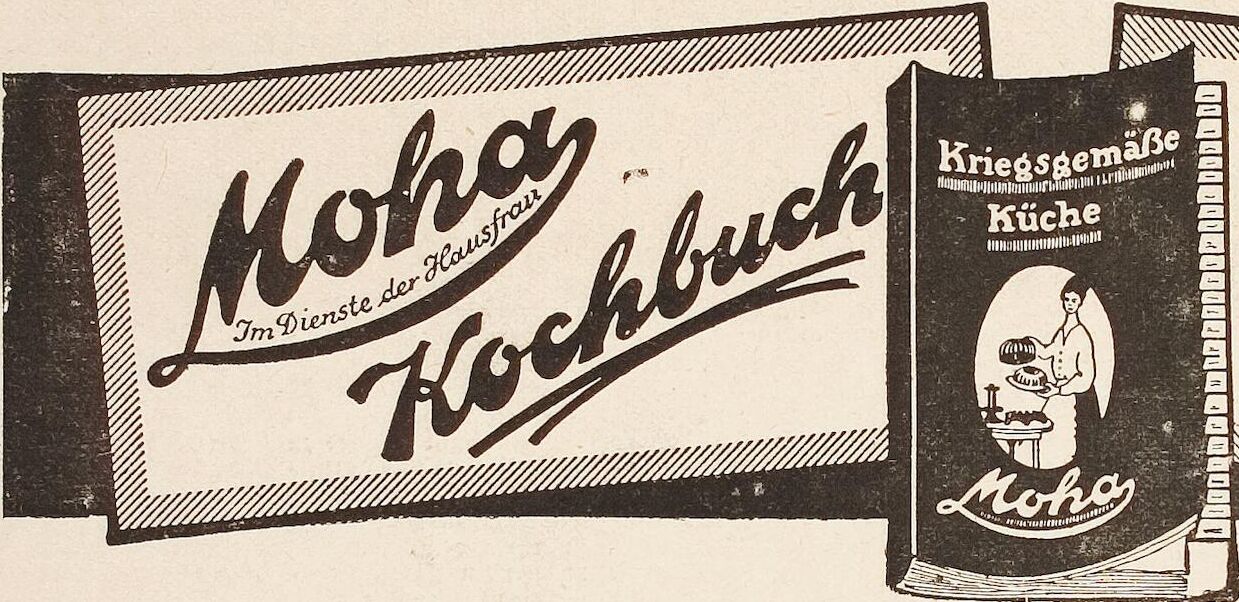 Moha
Im Dienste der Hausfrau
Kochbuch
Kriegsgemäße
Küche
Moha